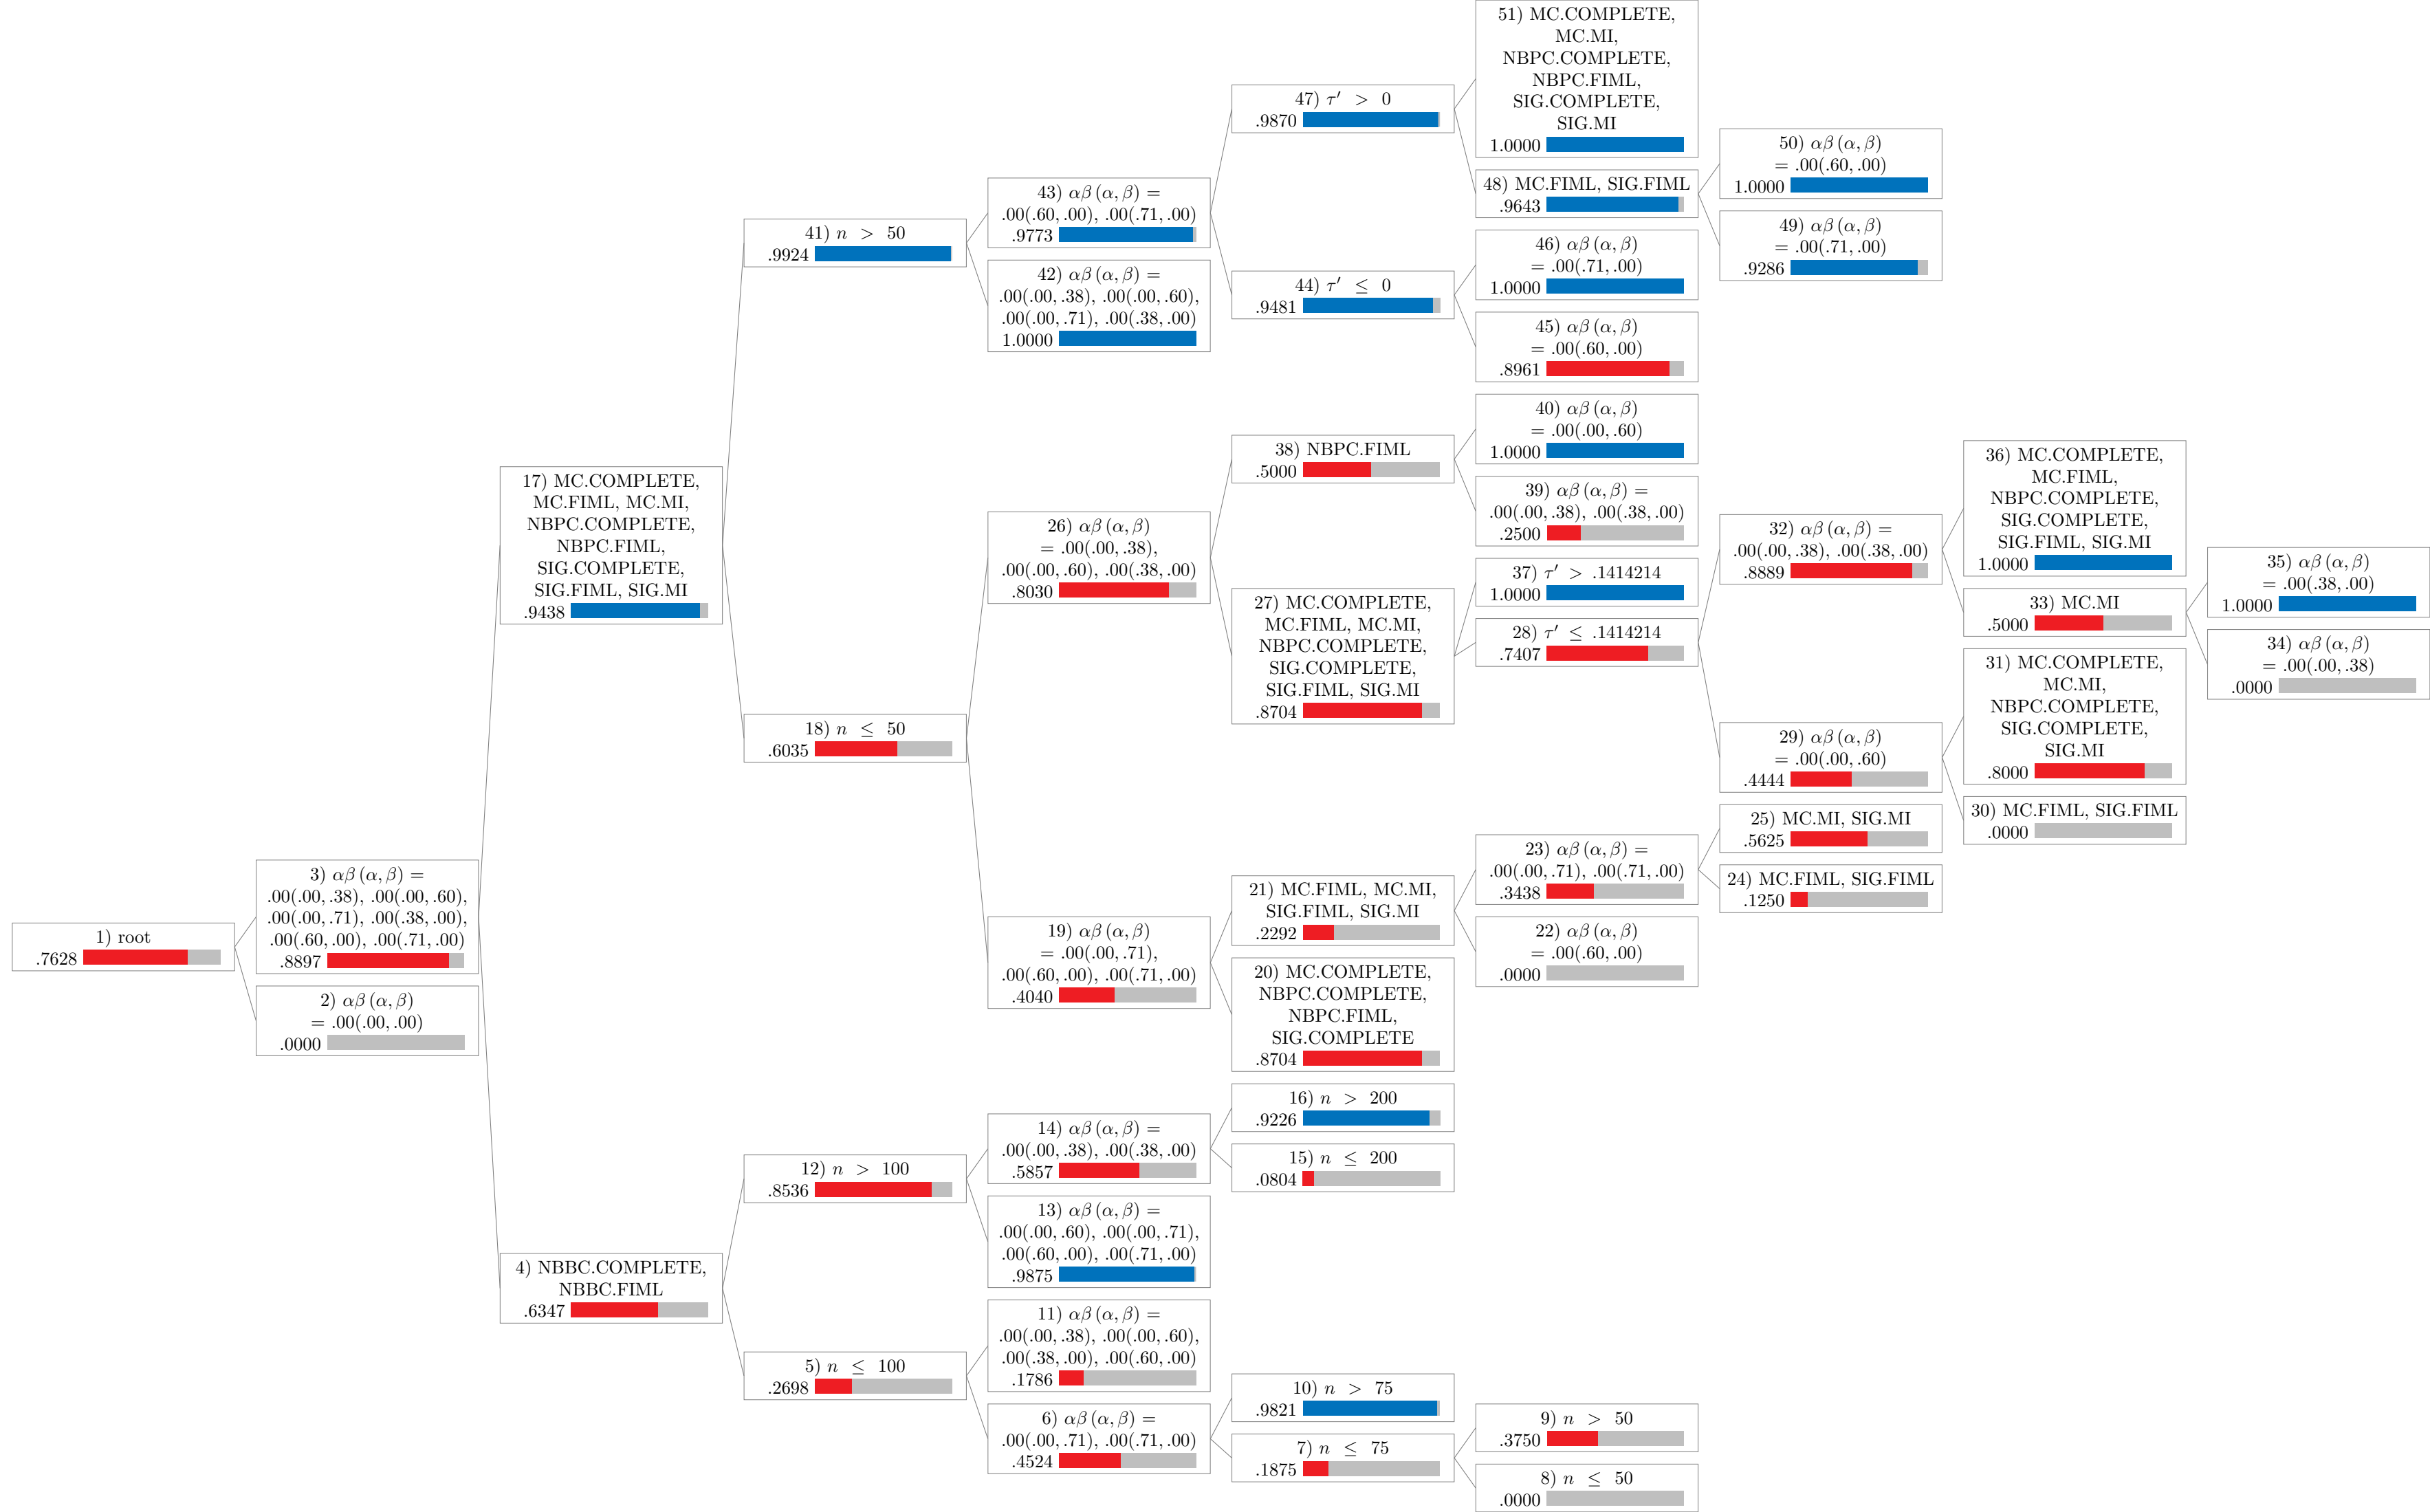 1) root
.7628
3) αβ (α, β) =
.00(.00, .38), .00(.00, .60),
.00(.00, .71), .00(.38, .00),
.00(.60, .00), .00(.71, .00)
.8897
2) αβ (α, β)
= .00(.00, .00)
.0000
17) MC.COMPLETE,
MC.FIML, MC.MI,
NBPC.COMPLETE,
NBPC.FIML,
SIG.COMPLETE,
SIG.FIML, SIG.MI
.9438
4) NBBC.COMPLETE,
NBBC.FIML
.6347
41) n > 50
.9924
18) n ≤ 50
.6035
12) n > 100
.8536
5) n ≤ 100
.2698
43) αβ (α, β) =
.00(.60, .00), .00(.71, .00)
.9773
42) αβ (α, β) =
.00(.00, .38), .00(.00, .60),
.00(.00, .71), .00(.38, .00)
1.0000
26) αβ (α, β)
= .00(.00, .38),
.00(.00, .60), .00(.38, .00)
.8030
19) αβ (α, β)
= .00(.00, .71),
.00(.60, .00), .00(.71, .00)
.4040
14) αβ (α, β) =
.00(.00, .38), .00(.38, .00)
.5857
13) αβ (α, β) =
.00(.00, .60), .00(.00, .71),
.00(.60, .00), .00(.71, .00)
.9875
11) αβ (α, β) =
.00(.00, .38), .00(.00, .60),
.00(.38, .00), .00(.60, .00)
.1786
6) αβ (α, β) =
.00(.00, .71), .00(.71, .00)
.4524
47) τ′ > 0
.9870
44) τ′ ≤ 0
.9481
38) NBPC.FIML
.5000
27) MC.COMPLETE,
MC.FIML, MC.MI,
NBPC.COMPLETE,
SIG.COMPLETE,
SIG.FIML, SIG.MI
.8704
21) MC.FIML, MC.MI,
SIG.FIML, SIG.MI
.2292
20) MC.COMPLETE,
NBPC.COMPLETE,
NBPC.FIML,
SIG.COMPLETE
.8704
16) n > 200
.9226
15) n ≤ 200
.0804
10) n > 75
.9821
7) n ≤ 75
.1875
51) MC.COMPLETE,
MC.MI,
NBPC.COMPLETE,
NBPC.FIML,
SIG.COMPLETE,
SIG.MI
1.0000
48) MC.FIML, SIG.FIML
.9643
46) αβ (α, β)
= .00(.71, .00)
1.0000
45) αβ (α, β)
= .00(.60, .00)
.8961
40) αβ (α, β)
= .00(.00, .60)
1.0000
39) αβ (α, β) =
.00(.00, .38), .00(.38, .00)
.2500
37) τ′ > .1414214
1.0000
28) τ′ ≤ .1414214
.7407
23) αβ (α, β) =
.00(.00, .71), .00(.71, .00)
.3438
22) αβ (α, β)
= .00(.60, .00)
.0000
9) n > 50
.3750
8) n ≤ 50
.0000
50) αβ (α, β)
= .00(.60, .00)
1.0000
49) αβ (α, β)
= .00(.71, .00)
.9286
32) αβ (α, β) =
.00(.00, .38), .00(.38, .00)
.8889
29) αβ (α, β)
= .00(.00, .60)
.4444
25) MC.MI, SIG.MI
.5625
24) MC.FIML, SIG.FIML
.1250
36) MC.COMPLETE,
MC.FIML,
NBPC.COMPLETE,
SIG.COMPLETE,
SIG.FIML, SIG.MI
1.0000
33) MC.MI
.5000
31) MC.COMPLETE,
MC.MI,
NBPC.COMPLETE,
SIG.COMPLETE,
SIG.MI
.8000
30) MC.FIML, SIG.FIML
.0000
35) αβ (α, β)
= .00(.38, .00)
1.0000
34) αβ (α, β)
= .00(.00, .38)
.0000